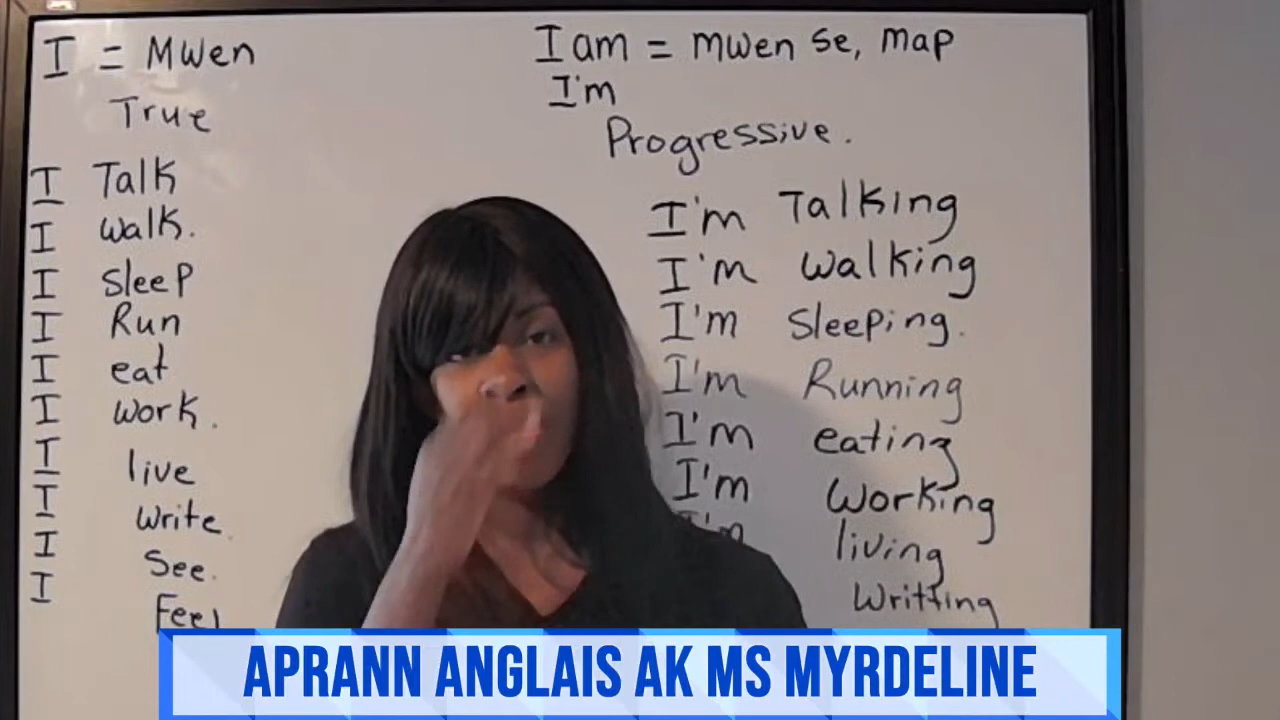 I = Mwen
True
I Talk
I walk.
I sleep
I Run
I eat
I work.
I live
I write.
I see.
I Feel
I am = mwen se, map
I'm
Progressive.
I'm Talking
I'm walking
I'm sleeping.
I'm Running
I'm eating
I'm working
I'm living
writting
APRANN ANGLAIS AK MS MYRDELINE